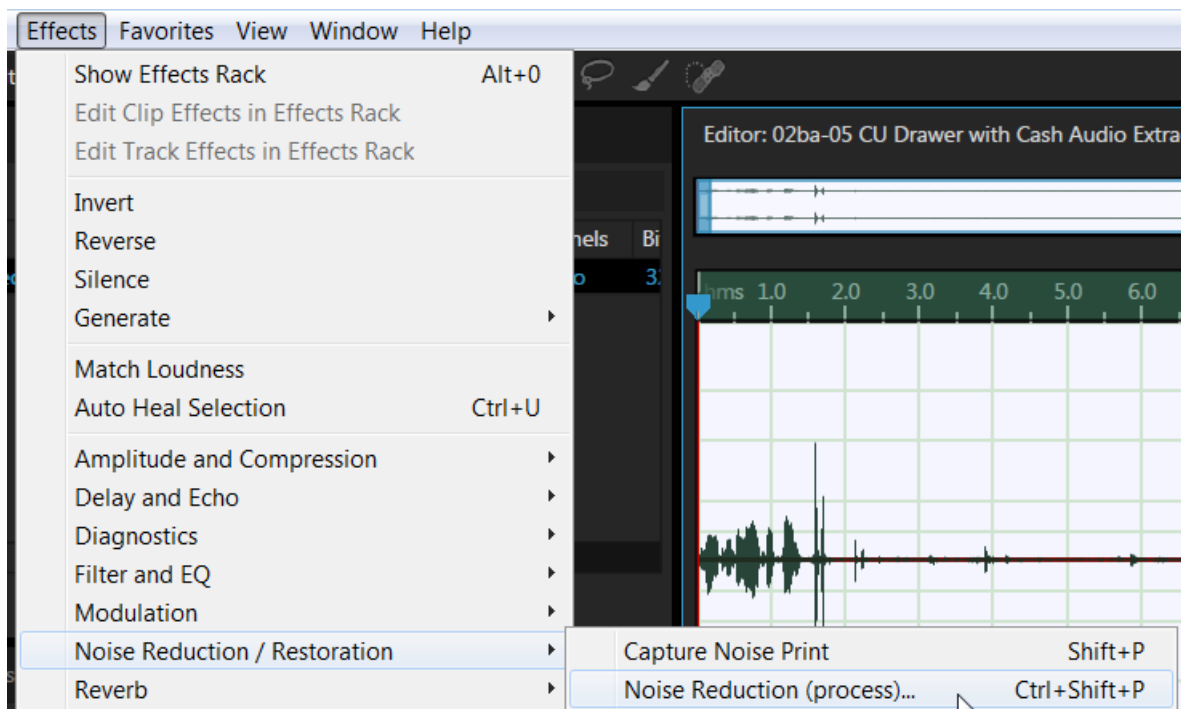 Effects Favorites View Window Help
Show Effects Rack Alt+0
Edit Clip Effects in Effects Rack
Edit Track Effects in Effects Rack
Invert
Reverse
Silence
Generate
Match Loudness
Auto Heal Selection Ctrl+U
Amplitude and Compression
Delay and Echo
Diagnostics
Filter and EQ
Modulation
Noise Reduction / Restoration
Reverb
Capture Noise Print Shift+P
Noise Reduction (process)... Ctrl+Shift+P
nels Bi
o 3
Editor: 02ba-05 CU Drawer with Cash Audio Extra
hms 1.0 2.0 3.0 4.0 5.0 6.0